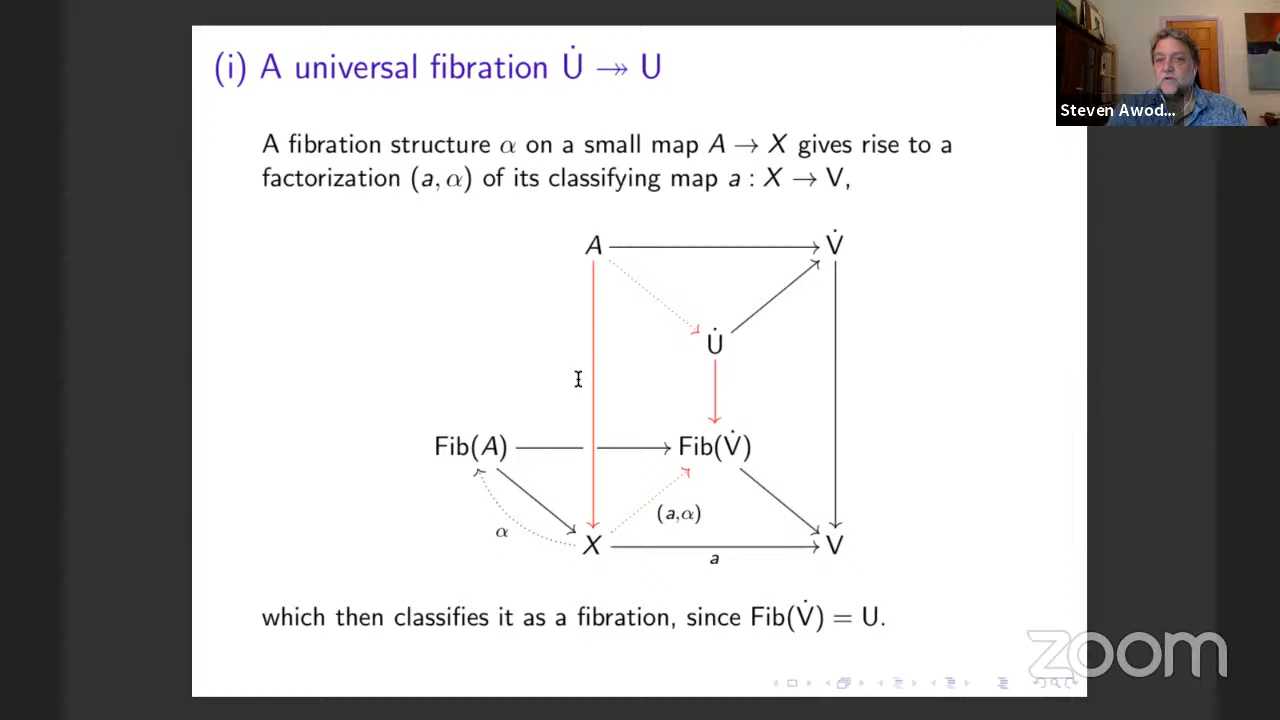 (i) A universal fibration U̇ ↠ U
Steven Awod...
A fibration structure α on a small map A → X gives rise to a
factorization (a, α) of its classifying map a : X → V,
A
V̇
U̇
Fib(A)
Fib(V̇)
(a,α)
α
X
V
a
which then classifies it as a fibration, since Fib(V̇) = U.
zoom